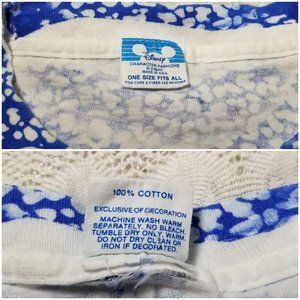 Disney
CHARACTER FASHIONS
© Disney
MADE IN U.S.A.
ONE SIZE FITS ALL
FOR CARE & FIBER SEE REVERSE
100% COTTON
EXCLUSIVE OF DECORATION
MACHINE WASH WARM
SEPARATELY. NO BLEACH.
TUMBLE DRY ONLY. WARM.
DO NOT DRY CLEAN OR
IRON IF DECORATED.